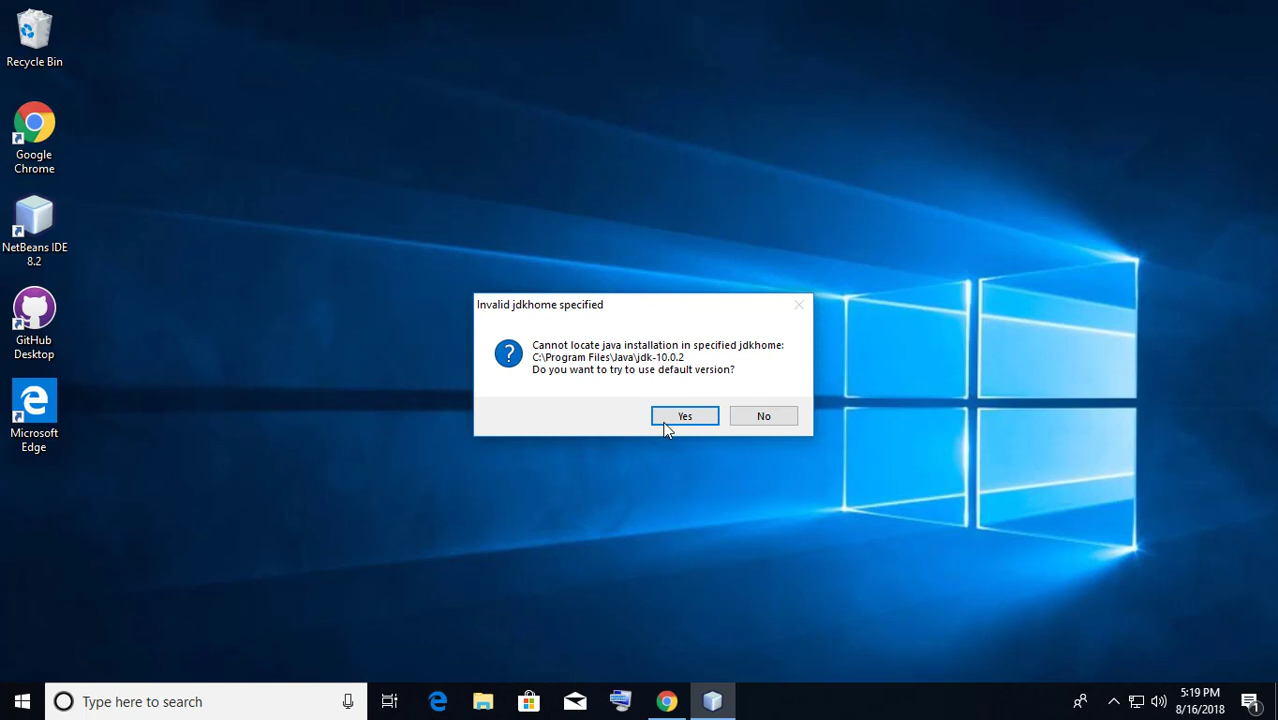 Recycle Bin
Google
Chrome
NetBeans IDE
8.2
GitHub
Desktop
Microsoft
Edge
Invalid jdkhome specified
Cannot locate java installation in specified jdkhome:
C:\Program Files\Java\jdk-10.0.2
Do you want to try to use default version?
Yes
No
Type here to search
5:19 PM
8/16/2018
1